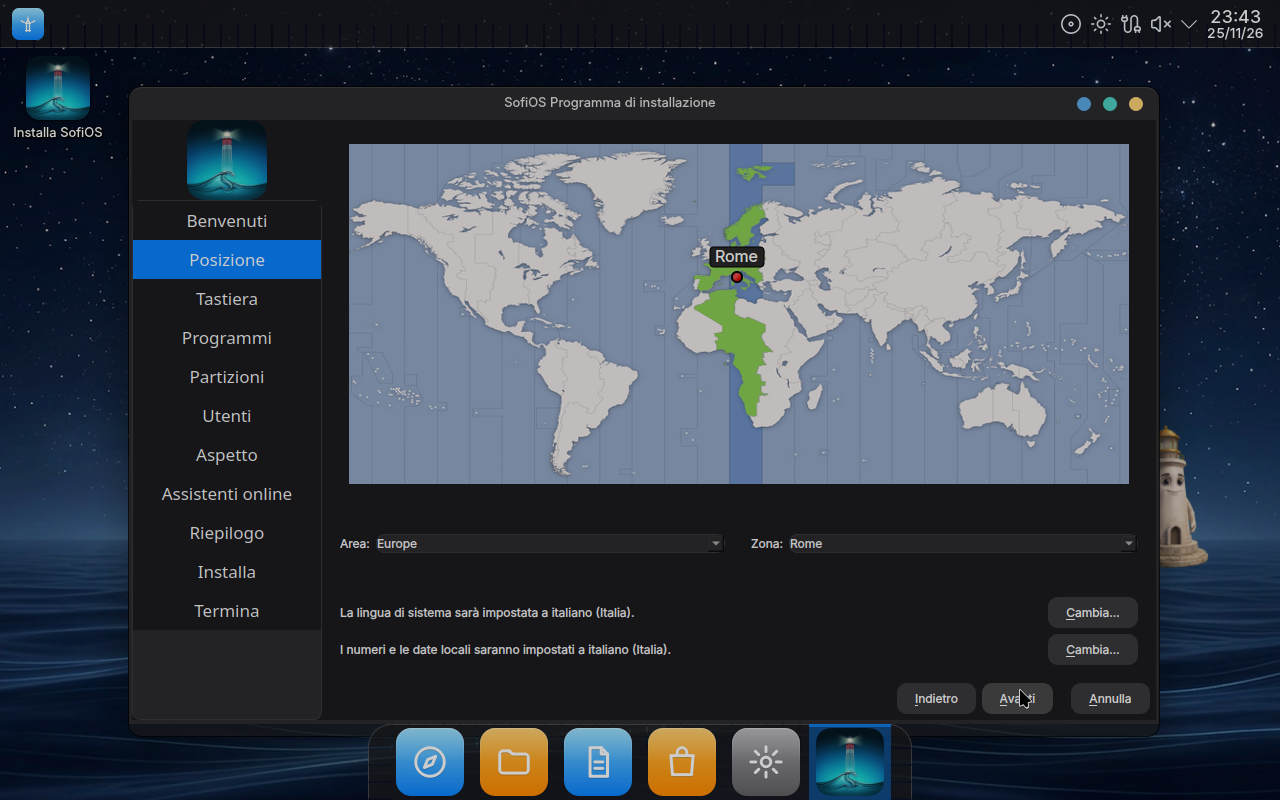 23:43
25/11/26
Installa SofiOS
SofiOS Programma di installazione
Benvenuti
Posizione
Tastiera
Programmi
Partizioni
Utenti
Aspetto
Assistenti online
Riepilogo
Installa
Termina
Rome
Area: Europe
Zona: Rome
La lingua di sistema sarà impostata a italiano (Italia).
Cambia...
I numeri e le date locali saranno impostati a italiano (Italia).
Cambia...
Indietro
Avanti
Annulla